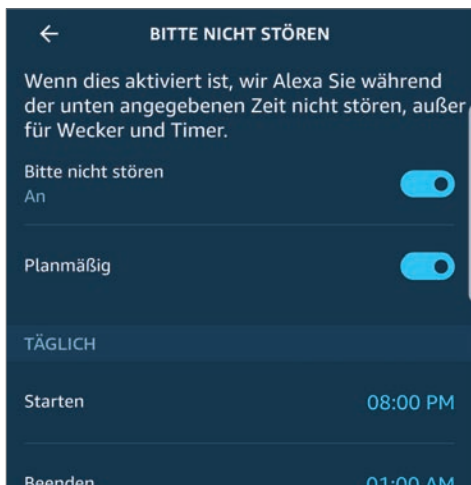 BITTE NICHT STÖREN
Wenn dies aktiviert ist, wir Alexa Sie während
der unten angegebenen Zeit nicht stören, außer
für Wecker und Timer.
Bitte nicht stören
An
Planmäßig
TÄGLICH
Starten 08:00 PM
Beenden 01:00 AM